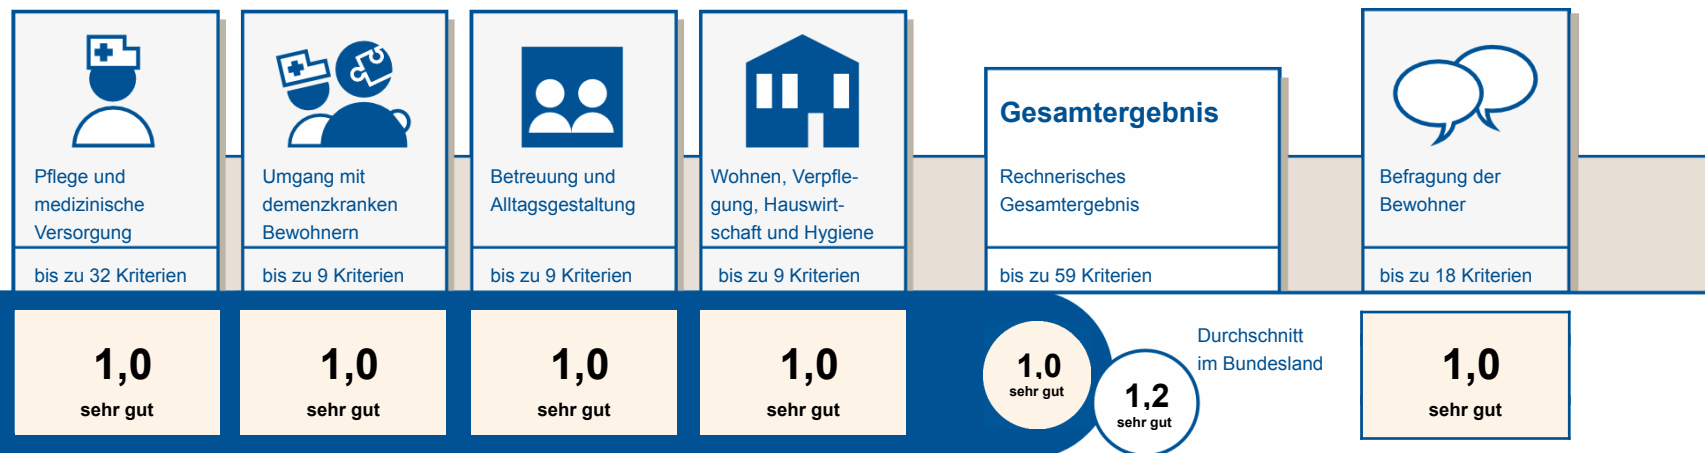 Pflege und
medizinische
Versorgung
bis zu 32 Kriterien
1,0
sehr gut
Umgang mit
demenzkranken
Bewohnern
bis zu 9 Kriterien
1,0
sehr gut
Betreuung und
Alltagsgestaltung
bis zu 9 Kriterien
1,0
sehr gut
Wohnen, Verpfle-
gung, Hauswirt-
schaft und Hygiene
bis zu 9 Kriterien
1,0
sehr gut
Gesamtergebnis
Rechnerisches
Gesamtergebnis
bis zu 59 Kriterien
1,0
sehr gut
1,2
sehr gut
Durchschnitt
im Bundesland
Befragung der
Bewohner
bis zu 18 Kriterien
1,0
sehr gut